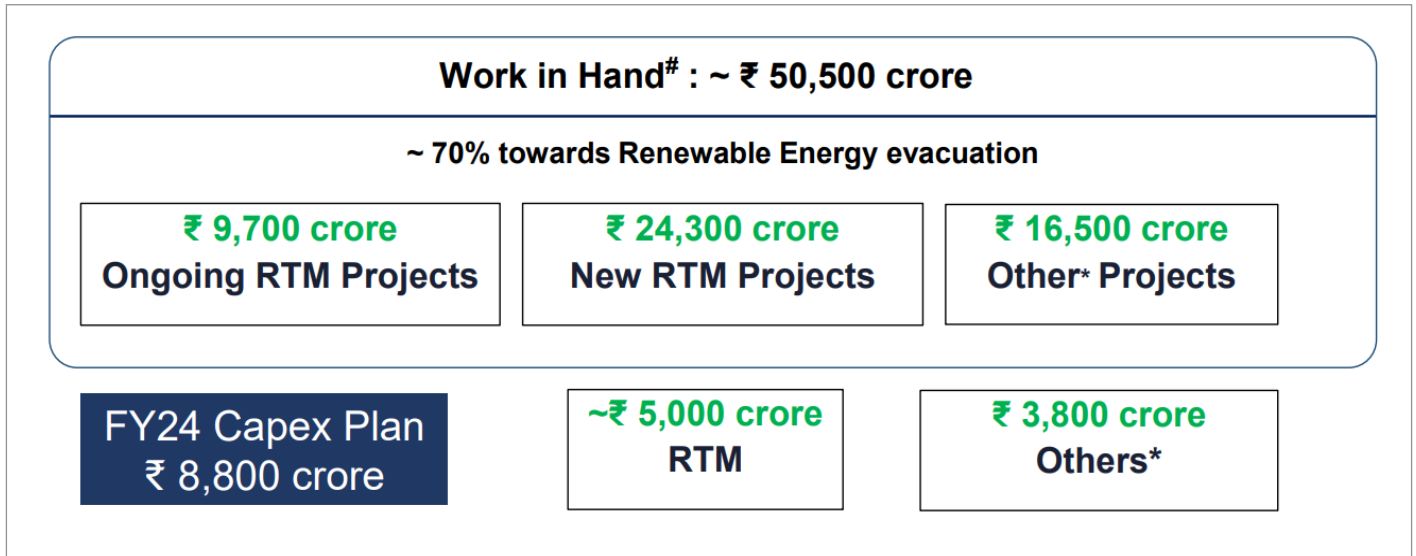 Work in Hand# : ~ ₹ 50,500 crore
~ 70% towards Renewable Energy evacuation
₹ 9,700 crore
Ongoing RTM Projects
₹ 24,300 crore
New RTM Projects
₹ 16,500 crore
Other* Projects
FY24 Capex Plan
₹ 8,800 crore
~₹ 5,000 crore
RTM
₹ 3,800 crore
Others*